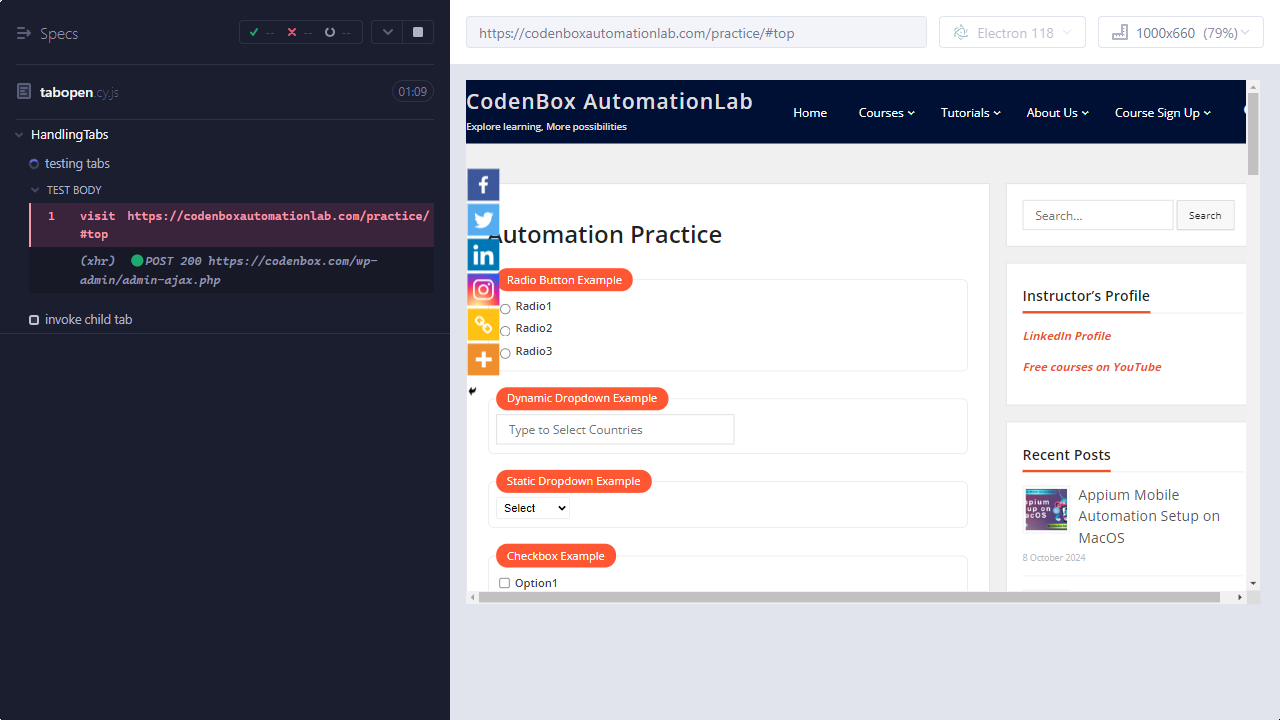 Specs
--
--
--
tabopen.cy.js
01:09
HandlingTabs
testing tabs
TEST BODY
1 visit https://codenboxautomationlab.com/practice/
#top
(xhr) POST 200 https://codenbox.com/wp-
admin/admin-ajax.php
invoke child tab
https://codenboxautomationlab.com/practice/#top
Electron 118
1000x660 (79%)
CodenBox AutomationLab
Explore learning, More possibilities
Home
Courses
Tutorials
About Us
Course Sign Up
Automation Practice
Radio Button Example
Radio1
Radio2
Radio3
Dynamic Dropdown Example
Type to Select Countries
Static Dropdown Example
Select
Checkbox Example
Option1
Search...
Search
Instructor’s Profile
LinkedIn Profile
Free courses on YouTube
Recent Posts
Appium Mobile
Automation Setup on
MacOS
8 October 2024